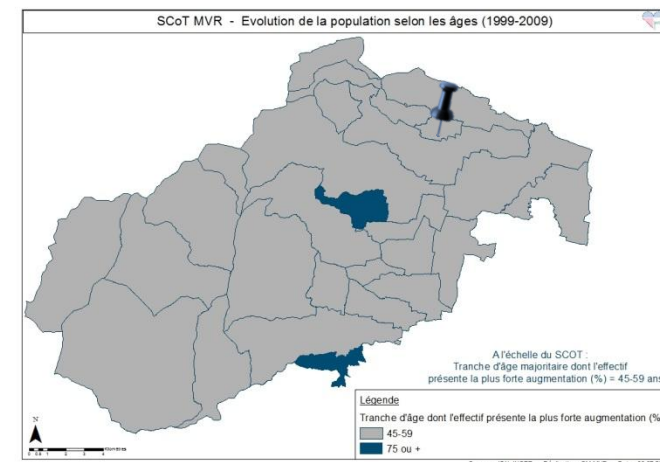 SCoT MVR - Evolution de la population selon les âges (1999-2009)
A l'échelle du SCOT :
Tranche d'âge majoritaire dont l'effectif
présente la plus forte augmentation (%) = 45-59 ans
Légende
Tranche d'âge dont l'effectif présente la plus forte augmentation (%
45-59
75 ou +
N